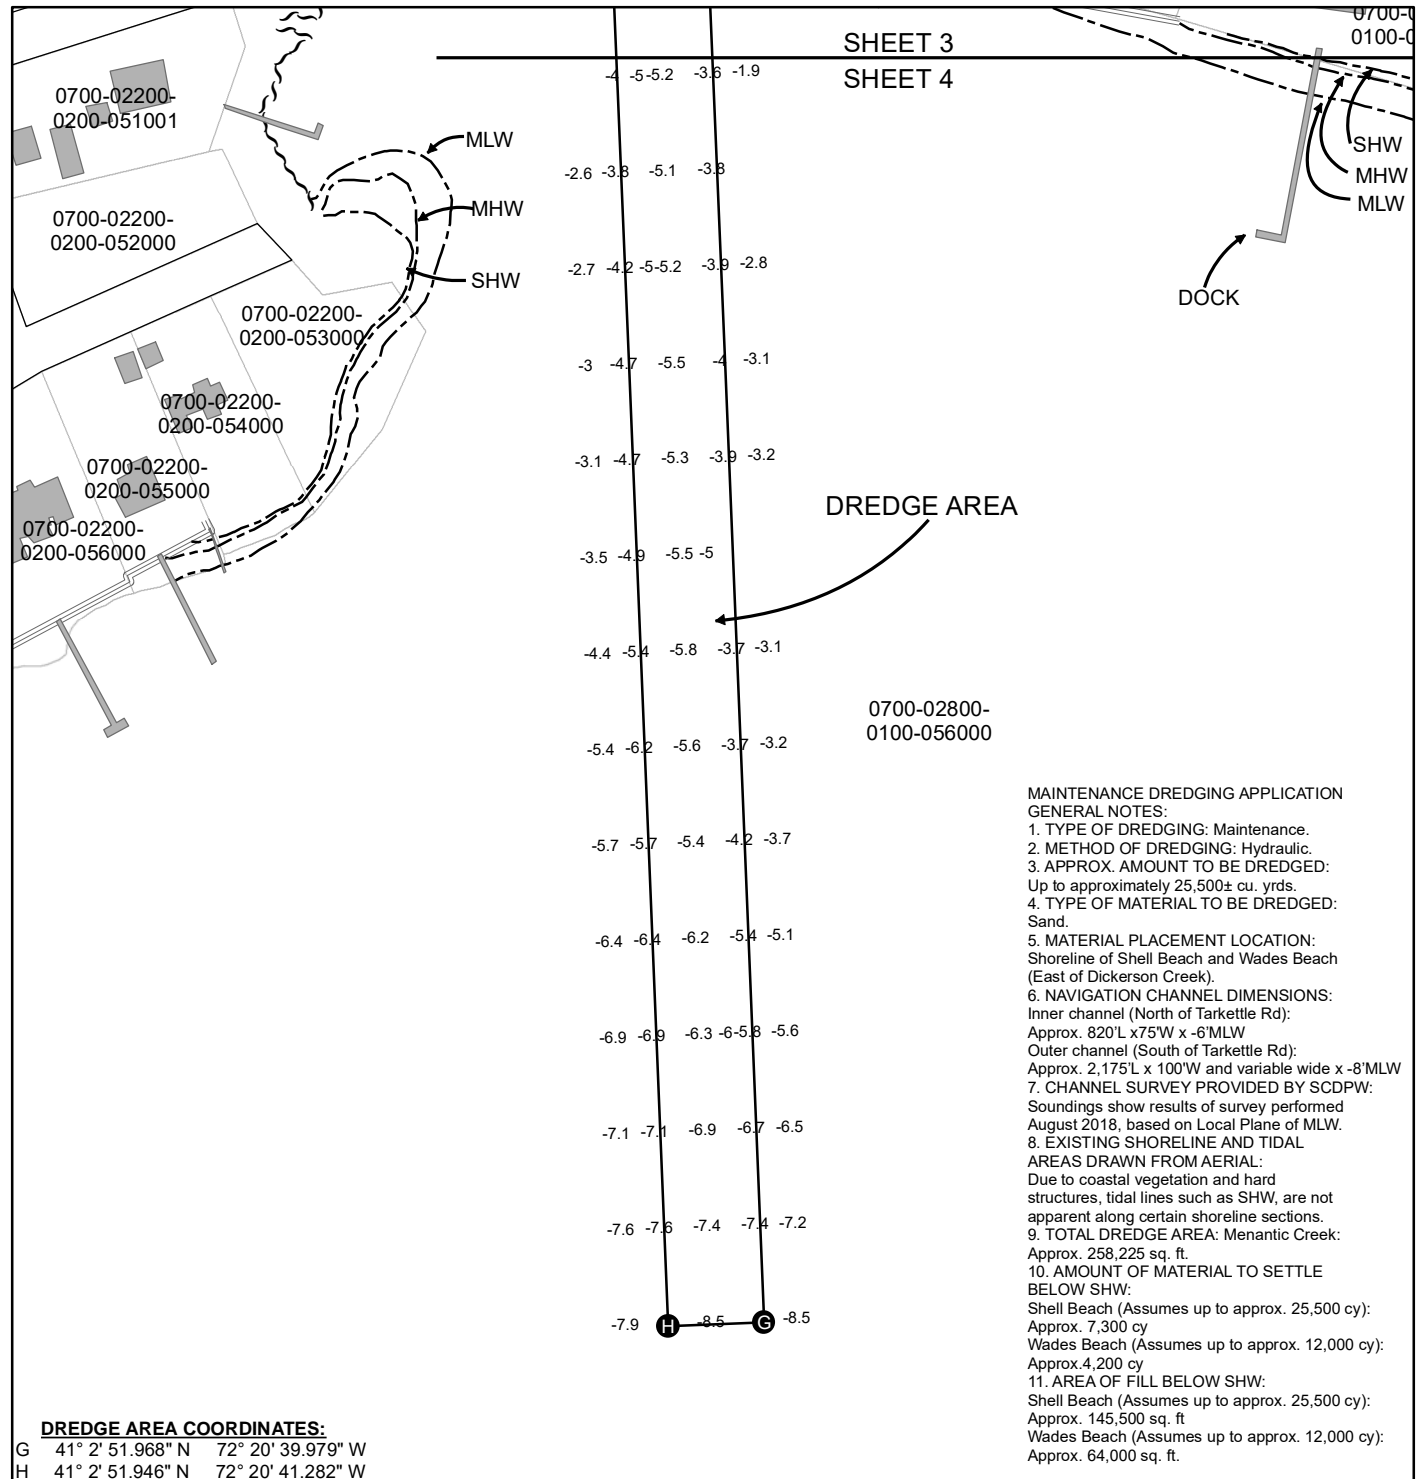 0700-0
0100-0
SHEET 3
SHEET 4
-4 -5 -5.2 -3.6 -1.9
0700-02200-
0200-051001
MLW
SHW
MHW
MLW
-2.6 -3.8 -5.1 -3.8
MHW
0700-02200-
0200-052000
-2.7 -4.2 -5 -5.2 -3.9 -2.8
SHW
DOCK
0700-02200-
0200-053000
-3 -4.7 -5.5 -4 -3.1
0700-02200-
0200-054000
-3.1 -4.7 -5.3 -3.9 -3.2
0700-02200-
0200-055000
DREDGE AREA
0700-02200-
0200-056000
-3.5 -4.9 -5.5 -5
-4.4 -5.4 -5.8 -3.7 -3.1
0700-02800-
0100-056000
-5.4 -6.2 -5.6 -3.7 -3.2
-5.7 -5.7 -5.4 -4.2 -3.7
-6.4 -6.4 -6.2 -5.4 -5.1
-6.9 -6.9 -6.3 -6 -5.8 -5.6
-7.1 -7.1 -6.9 -6.7 -6.5
-7.6 -7.6 -7.4 -7.4 -7.2
-7.9 H -8.5 G -8.5
MAINTENANCE DREDGING APPLICATION
GENERAL NOTES:
1. TYPE OF DREDGING: Maintenance.
2. METHOD OF DREDGING: Hydraulic.
3. APPROX. AMOUNT TO BE DREDGED:
Up to approximately 25,500± cu. yrds.
4. TYPE OF MATERIAL TO BE DREDGED:
Sand.
5. MATERIAL PLACEMENT LOCATION:
Shoreline of Shell Beach and Wades Beach
(East of Dickerson Creek).
6. NAVIGATION CHANNEL DIMENSIONS:
Inner channel (North of Tarkettle Rd):
Approx. 820'L x75'W x -6'MLW
Outer channel (South of Tarkettle Rd):
Approx. 2,175'L x 100'W and variable wide x -8'MLW
7. CHANNEL SURVEY PROVIDED BY SCDPW:
Soundings show results of survey performed
August 2018, based on Local Plane of MLW.
8. EXISTING SHORELINE AND TIDAL
AREAS DRAWN FROM AERIAL:
Due to coastal vegetation and hard
structures, tidal lines such as SHW, are not
apparent along certain shoreline sections.
9. TOTAL DREDGE AREA: Menantic Creek:
Approx. 258,225 sq. ft.
10. AMOUNT OF MATERIAL TO SETTLE
BELOW SHW:
Shell Beach (Assumes up to approx. 25,500 cy):
Approx. 7,300 cy
Wades Beach (Assumes up to approx. 12,000 cy):
Approx.4,200 cy
11. AREA OF FILL BELOW SHW:
Shell Beach (Assumes up to approx. 25,500 cy):
Approx. 145,500 sq. ft
Wades Beach (Assumes up to approx. 12,000 cy):
Approx. 64,000 sq. ft.
DREDGE AREA COORDINATES:
G 41° 2' 51.968" N 72° 20' 39.979" W
H 41° 2' 51.946" N 72° 20' 41.282" W